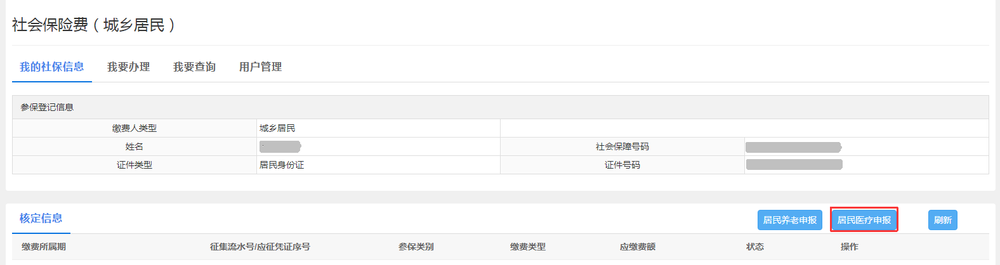 社会保险费（城乡居民）
我的社保信息 我要办理 我要查询 用户管理
参保登记信息
缴费人类型 城乡居民
姓名 社会保障号码
证件类型 居民身份证 证件号码
核定信息 居民养老申报 居民医疗申报 刷新
缴费所属期 征集流水号/应征凭证序号 参保类别 缴费类型 应缴费额 状态 操作